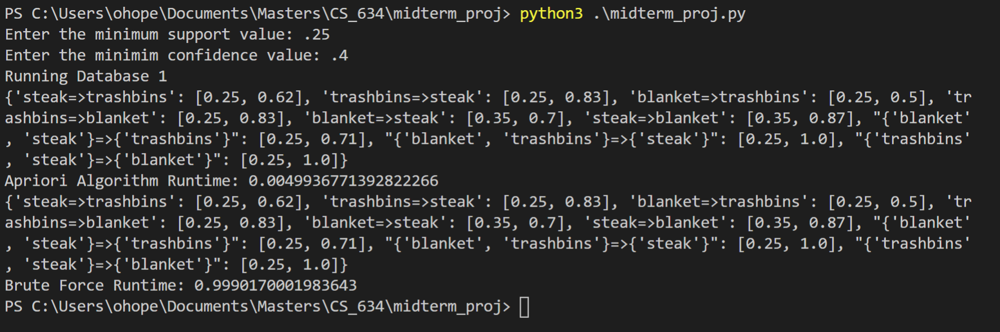 PS C:\Users\ohope\Documents\Masters\CS_634\midterm_proj> python3 .\midterm_proj.py
Enter the minimum support value: .25
Enter the minimim confidence value: .4
Running Database 1
{'steak=>trashbins': [0.25, 0.62], 'trashbins=>steak': [0.25, 0.83], 'blanket=>trashbins': [0.25, 0.5], 'tr
ashbins=>blanket': [0.25, 0.83], 'blanket=>steak': [0.35, 0.7], 'steak=>blanket': [0.35, 0.87], "{'blanket'
, 'steak'}=>{'trashbins'}": [0.25, 0.71], "{'blanket', 'trashbins'}=>{'steak'}": [0.25, 1.0], "{'trashbins'
, 'steak'}=>{'blanket'}": [0.25, 1.0]}
Apriori Algorithm Runtime: 0.0049936771392822266
{'steak=>trashbins': [0.25, 0.62], 'trashbins=>steak': [0.25, 0.83], 'blanket=>trashbins': [0.25, 0.5], 'tr
ashbins=>blanket': [0.25, 0.83], 'blanket=>steak': [0.35, 0.7], 'steak=>blanket': [0.35, 0.87], "{'blanket'
, 'steak'}=>{'trashbins'}": [0.25, 0.71], "{'blanket', 'trashbins'}=>{'steak'}": [0.25, 1.0], "{'trashbins'
, 'steak'}=>{'blanket'}": [0.25, 1.0]}
Brute Force Runtime: 0.9990170001983643
PS C:\Users\ohope\Documents\Masters\CS_634\midterm_proj>